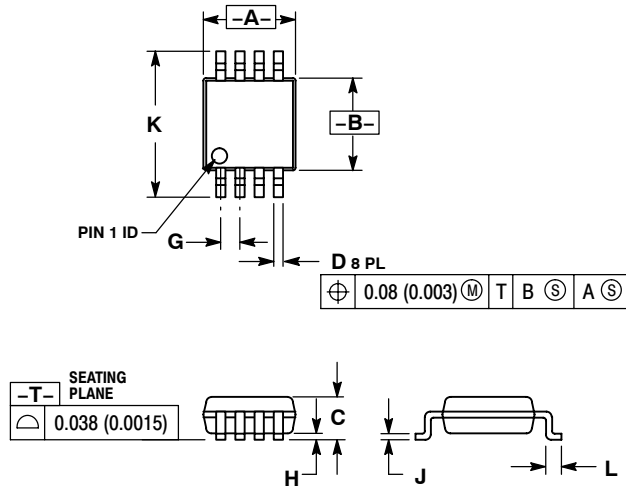 –A–
K
–B–
PIN 1 ID
G
D 8 PL
⌖ 0.08 (0.003) Ⓜ T B Ⓢ A Ⓢ
–T– SEATING PLANE
⌓ 0.038 (0.0015)
C
H
J
L